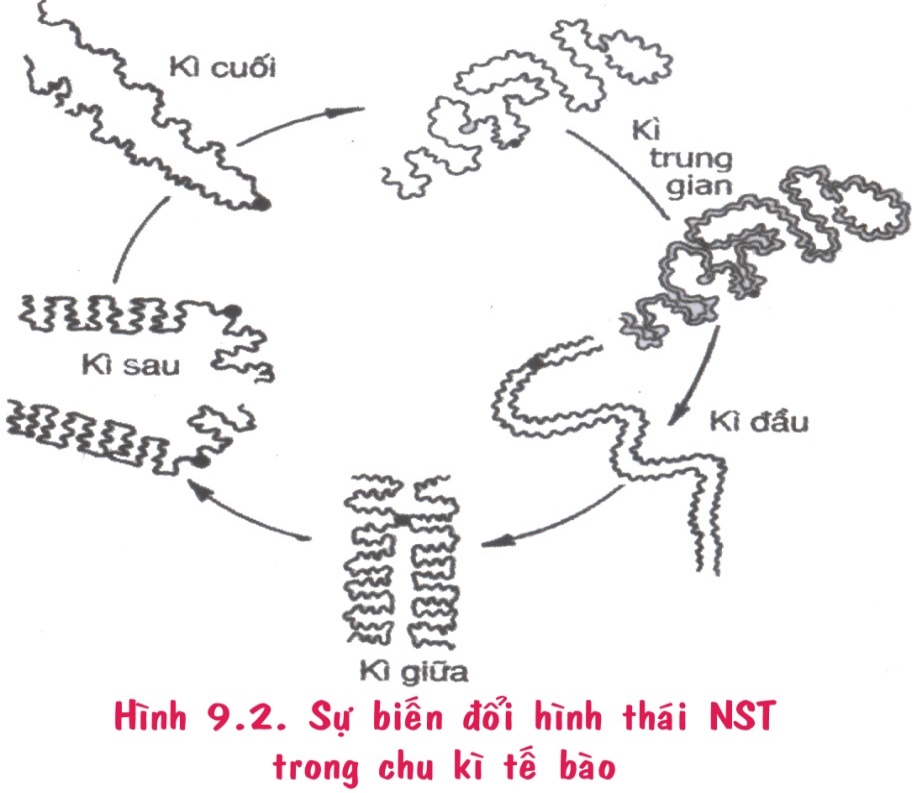 Kì cuối
Kì
trung
gian
Kì sau
Kì đầu
Kì giữa
Hình 9.2. Sự biến đổi hình thái NST
trong chu kì tế bào